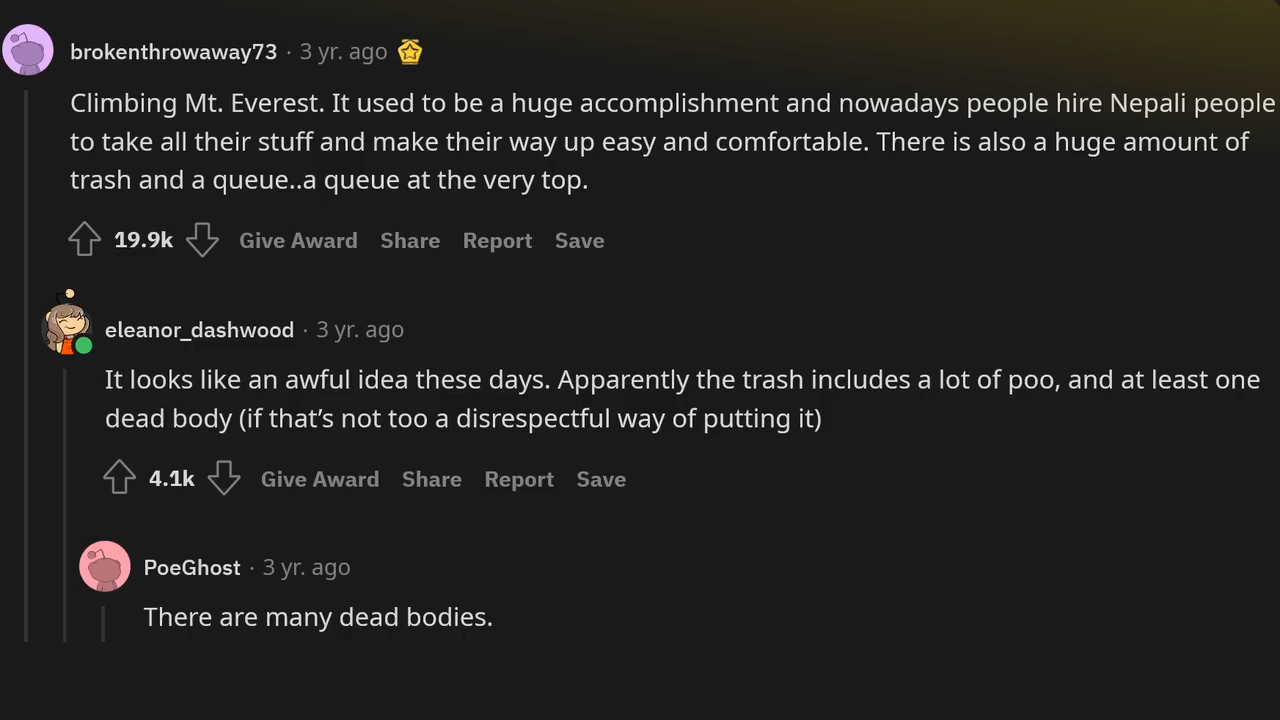 brokenthrowaway73 · 3 yr. ago
Climbing Mt. Everest. It used to be a huge accomplishment and nowadays people hire Nepali people
to take all their stuff and make their way up easy and comfortable. There is also a huge amount of
trash and a queue..a queue at the very top.
19.9k Give Award Share Report Save
eleanor_dashwood · 3 yr. ago
It looks like an awful idea these days. Apparently the trash includes a lot of poo, and at least one
dead body (if that’s not too a disrespectful way of putting it)
4.1k Give Award Share Report Save
PoeGhost · 3 yr. ago
There are many dead bodies.